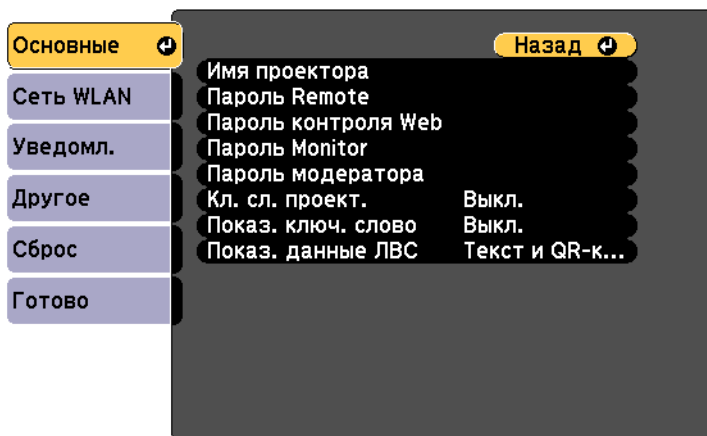 Основные
Сеть WLAN
Уведомл.
Другое
Сброс
Готово
Назад
Имя проектора
Пароль Remote
Пароль контроля Web
Пароль Monitor
Пароль модератора
Кл. сл. проект. Выкл.
Показ. ключ. слово Выкл.
Показ. данные ЛВС Текст и QR-к...